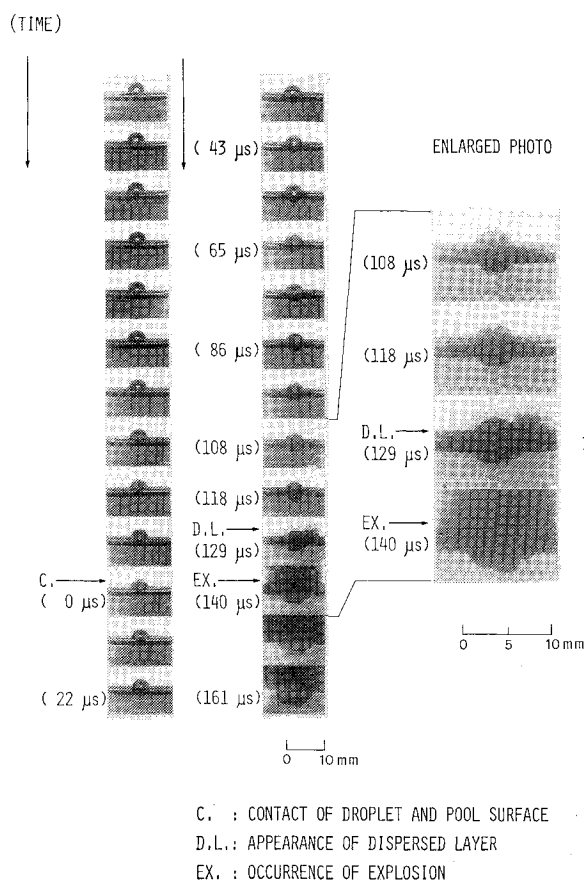 (TIME)
( 43 μs)
( 65 μs)
( 86 μs)
(108 μs)
(118 μs)
D.L.
(129 μs)
C.
( 0 μs)
EX.
(140 μs)
( 22 μs)
(161 μs)
0 10 mm
ENLARGED PHOTO
(108 μs)
(118 μs)
D.L.
(129 μs)
EX.
(140 μs)
0 5 10 mm
C. : CONTACT OF DROPLET AND POOL SURFACE
D.L.: APPEARANCE OF DISPERSED LAYER
EX. : OCCURRENCE OF EXPLOSION